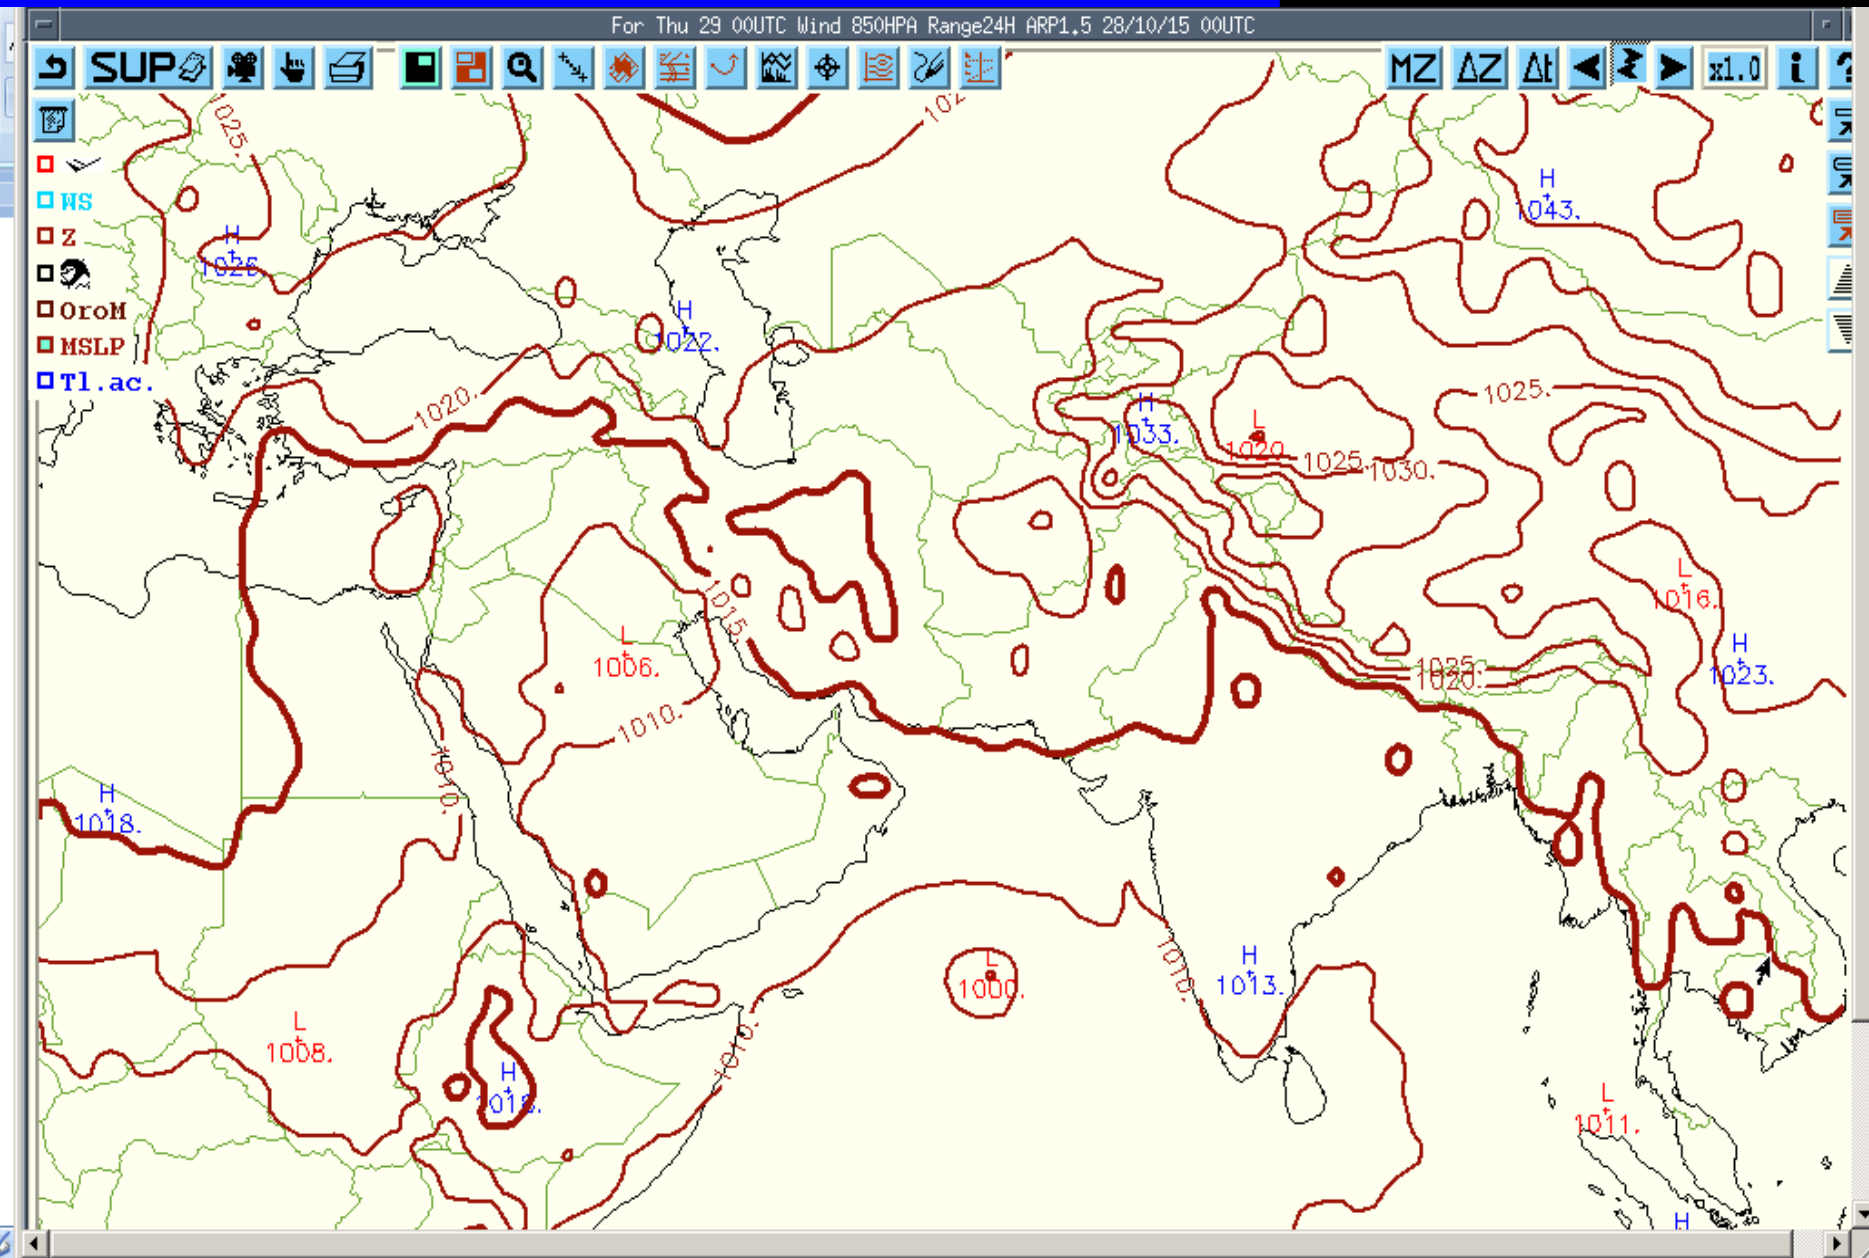 For Thu 29 00UTC Wind 850HPA Range24H ARP1.5 28/10/15 00UTC
SUP MZ ΔZ Δt x1.0 i ?
WS
Z
OroM
MSLP
Tl.ac.
1025.
H
1043.
H
1026.
H
1022.
1020.
1025.
H
1033.
L
1020.
1025.
1030.
L
1016.
1015.
L
1006.
H
1023.
1025.
1020.
1010.
1010.
H
1018.
1010.
H
1013.
L
1000.
L
1008.
1010.
H
L
1011.
H